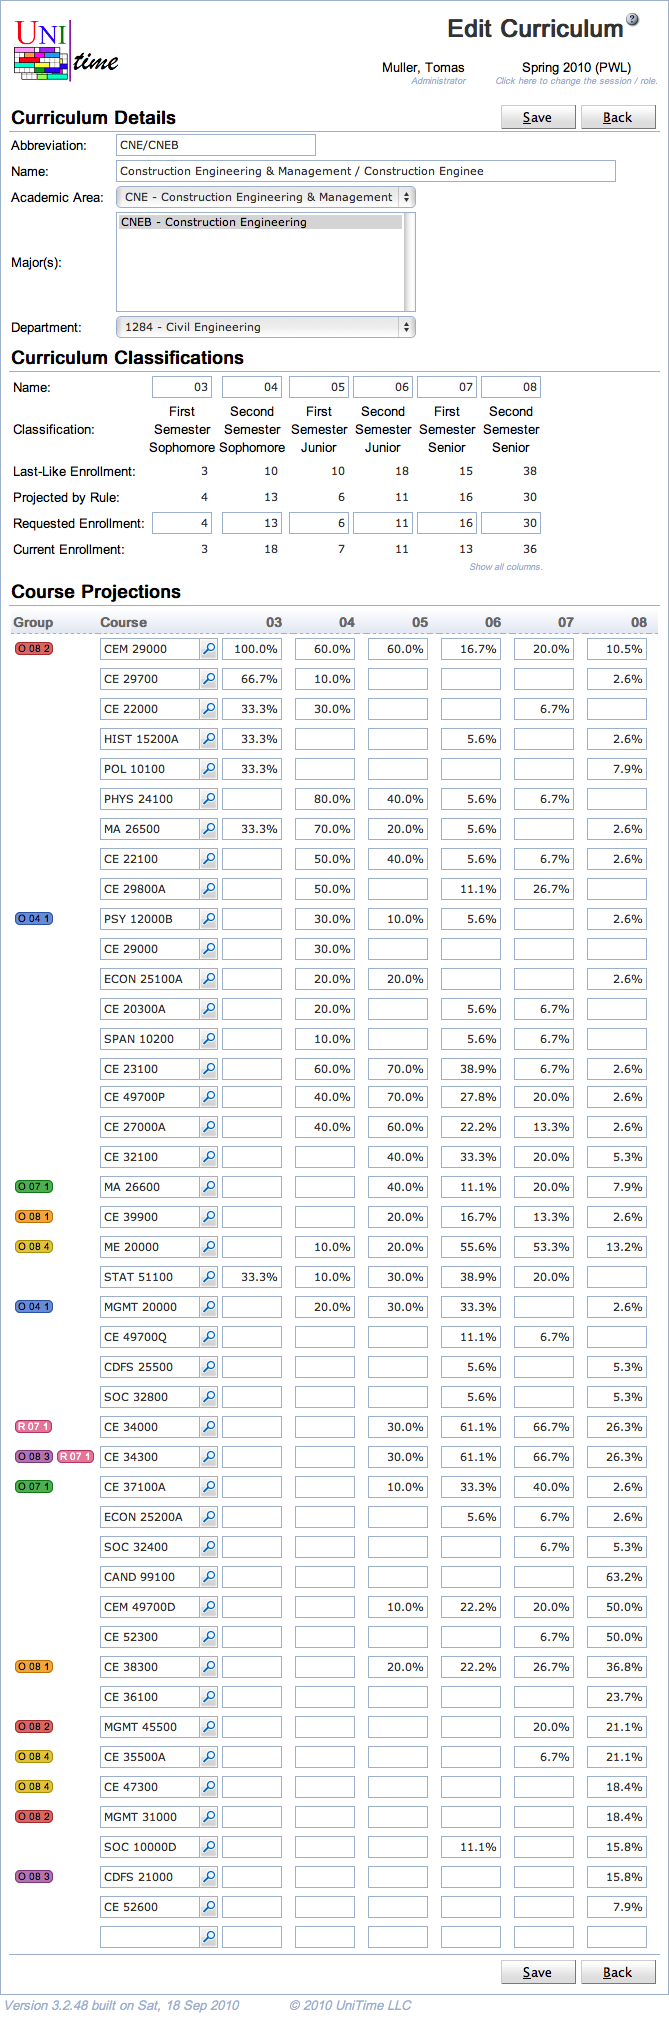 UNI time
Edit Curriculum ?
Muller, Tomas Spring 2010 (PWL)
Administrator Click here to change the session / role.
Curriculum Details Save Back
Abbreviation: CNE/CNEB
Name: Construction Engineering & Management / Construction Enginee
Academic Area: CNE - Construction Engineering & Management
CNEB - Construction Engineering
Major(s):
Department: 1284 - Civil Engineering
Curriculum Classifications
Name: 03 04 05 06 07 08
First Second First Second First Second
Classification: Semester Semester Semester Semester Semester Semester
Sophomore Sophomore Junior Junior Senior Senior
Last-Like Enrollment: 3 10 10 18 15 38
Projected by Rule: 4 13 6 11 16 30
Requested Enrollment: 4 13 6 11 16 30
Current Enrollment: 3 18 7 11 13 36
Show all columns.
Course Projections
Group Course 03 04 05 06 07 08
O 08 2 CEM 29000 100.0% 60.0% 60.0% 16.7% 20.0% 10.5%
CE 29700 66.7% 10.0% 2.6%
CE 22000 33.3% 30.0% 6.7%
HIST 15200A 33.3% 5.6% 2.6%
POL 10100 33.3% 7.9%
PHYS 24100 80.0% 40.0% 5.6% 6.7%
MA 26500 33.3% 70.0% 20.0% 5.6% 2.6%
CE 22100 50.0% 40.0% 5.6% 6.7% 2.6%
CE 29800A 50.0% 11.1% 26.7%
O 04 1 PSY 12000B 30.0% 10.0% 5.6% 2.6%
CE 29000 30.0%
ECON 25100A 20.0% 20.0% 2.6%
CE 20300A 20.0% 5.6% 6.7%
SPAN 10200 10.0% 5.6% 6.7%
CE 23100 60.0% 70.0% 38.9% 6.7% 2.6%
CE 49700P 40.0% 70.0% 27.8% 20.0% 2.6%
CE 27000A 40.0% 60.0% 22.2% 13.3% 2.6%
CE 32100 40.0% 33.3% 20.0% 5.3%
O 07 1 MA 26600 40.0% 11.1% 20.0% 7.9%
O 08 1 CE 39900 20.0% 16.7% 13.3% 2.6%
O 08 4 ME 20000 10.0% 20.0% 55.6% 53.3% 13.2%
STAT 51100 33.3% 10.0% 30.0% 38.9% 20.0%
O 04 1 MGMT 20000 20.0% 30.0% 33.3% 2.6%
CE 49700Q 11.1% 6.7%
CDFS 25500 5.6% 5.3%
SOC 32800 5.6% 5.3%
R 07 1 CE 34000 30.0% 61.1% 66.7% 26.3%
O 08 3 R 07 1 CE 34300 30.0% 61.1% 66.7% 26.3%
O 07 1 CE 37100A 10.0% 33.3% 40.0% 2.6%
ECON 25200A 5.6% 6.7% 2.6%
SOC 32400 6.7% 5.3%
CAND 99100 63.2%
CEM 49700D 10.0% 22.2% 20.0% 50.0%
CE 52300 6.7% 50.0%
O 08 1 CE 38300 20.0% 22.2% 26.7% 36.8%
CE 36100 23.7%
O 08 2 MGMT 45500 20.0% 21.1%
O 08 4 CE 35500A 6.7% 21.1%
O 08 4 CE 47300 18.4%
O 08 2 MGMT 31000 18.4%
SOC 10000D 11.1% 15.8%
O 08 3 CDFS 21000 15.8%
CE 52600 7.9%
Save Back
Version 3.2.48 built on Sat, 18 Sep 2010 © 2010 UniTime LLC